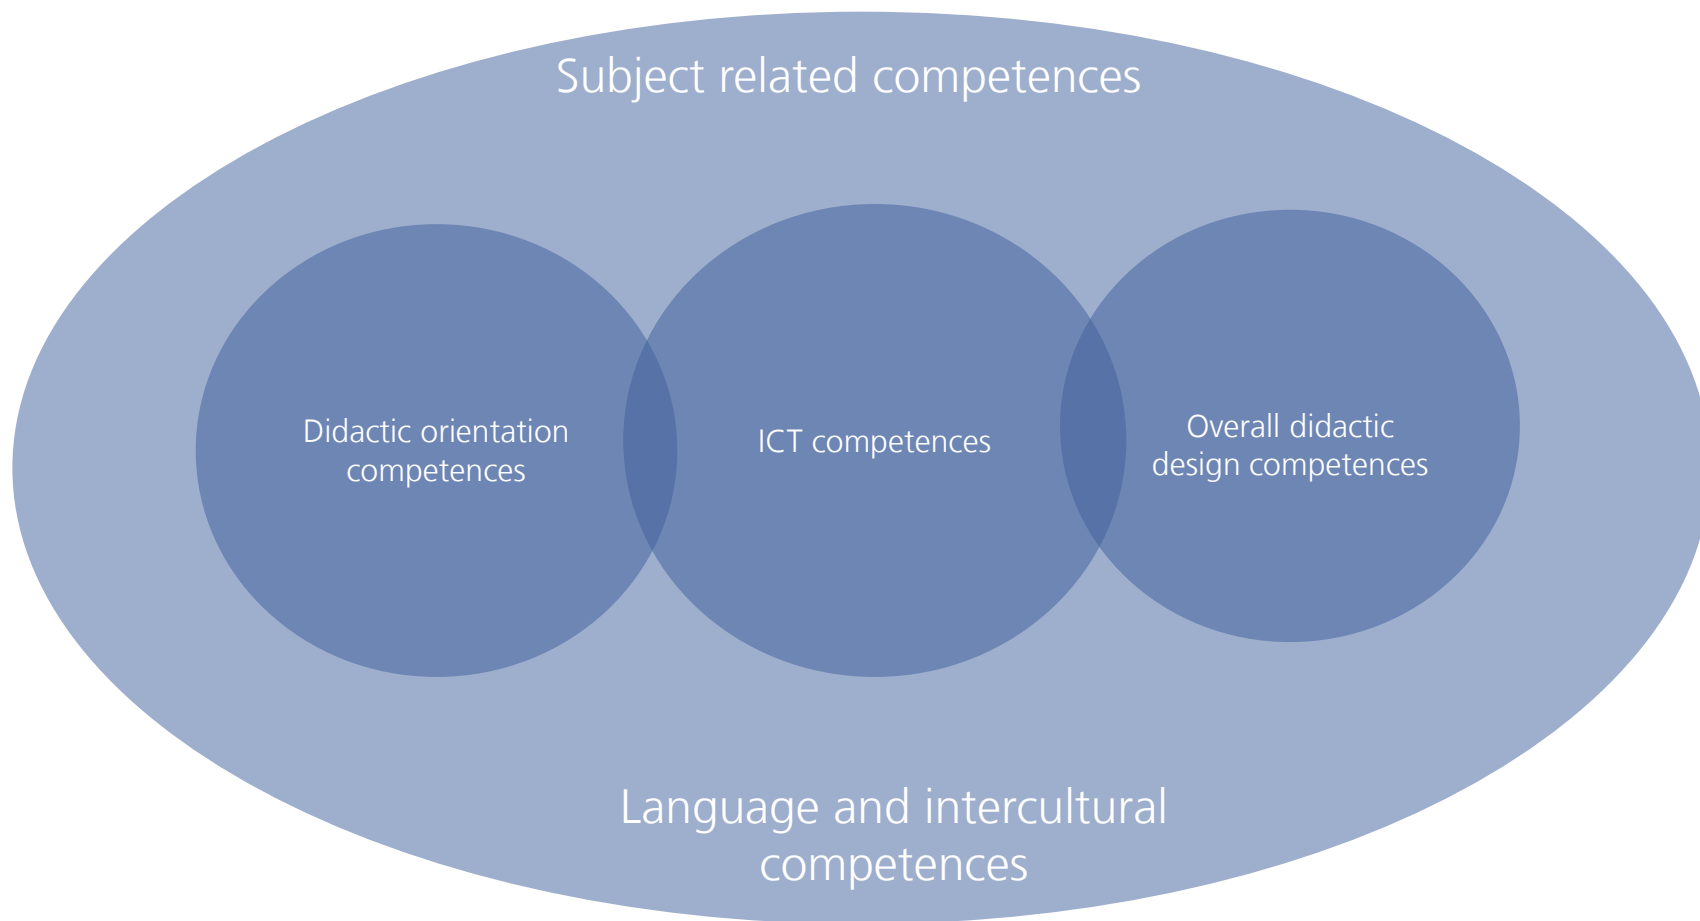 Subject related competences
Didactic orientation
competences
ICT competences
Overall didactic
design competences
Language and intercultural
competences